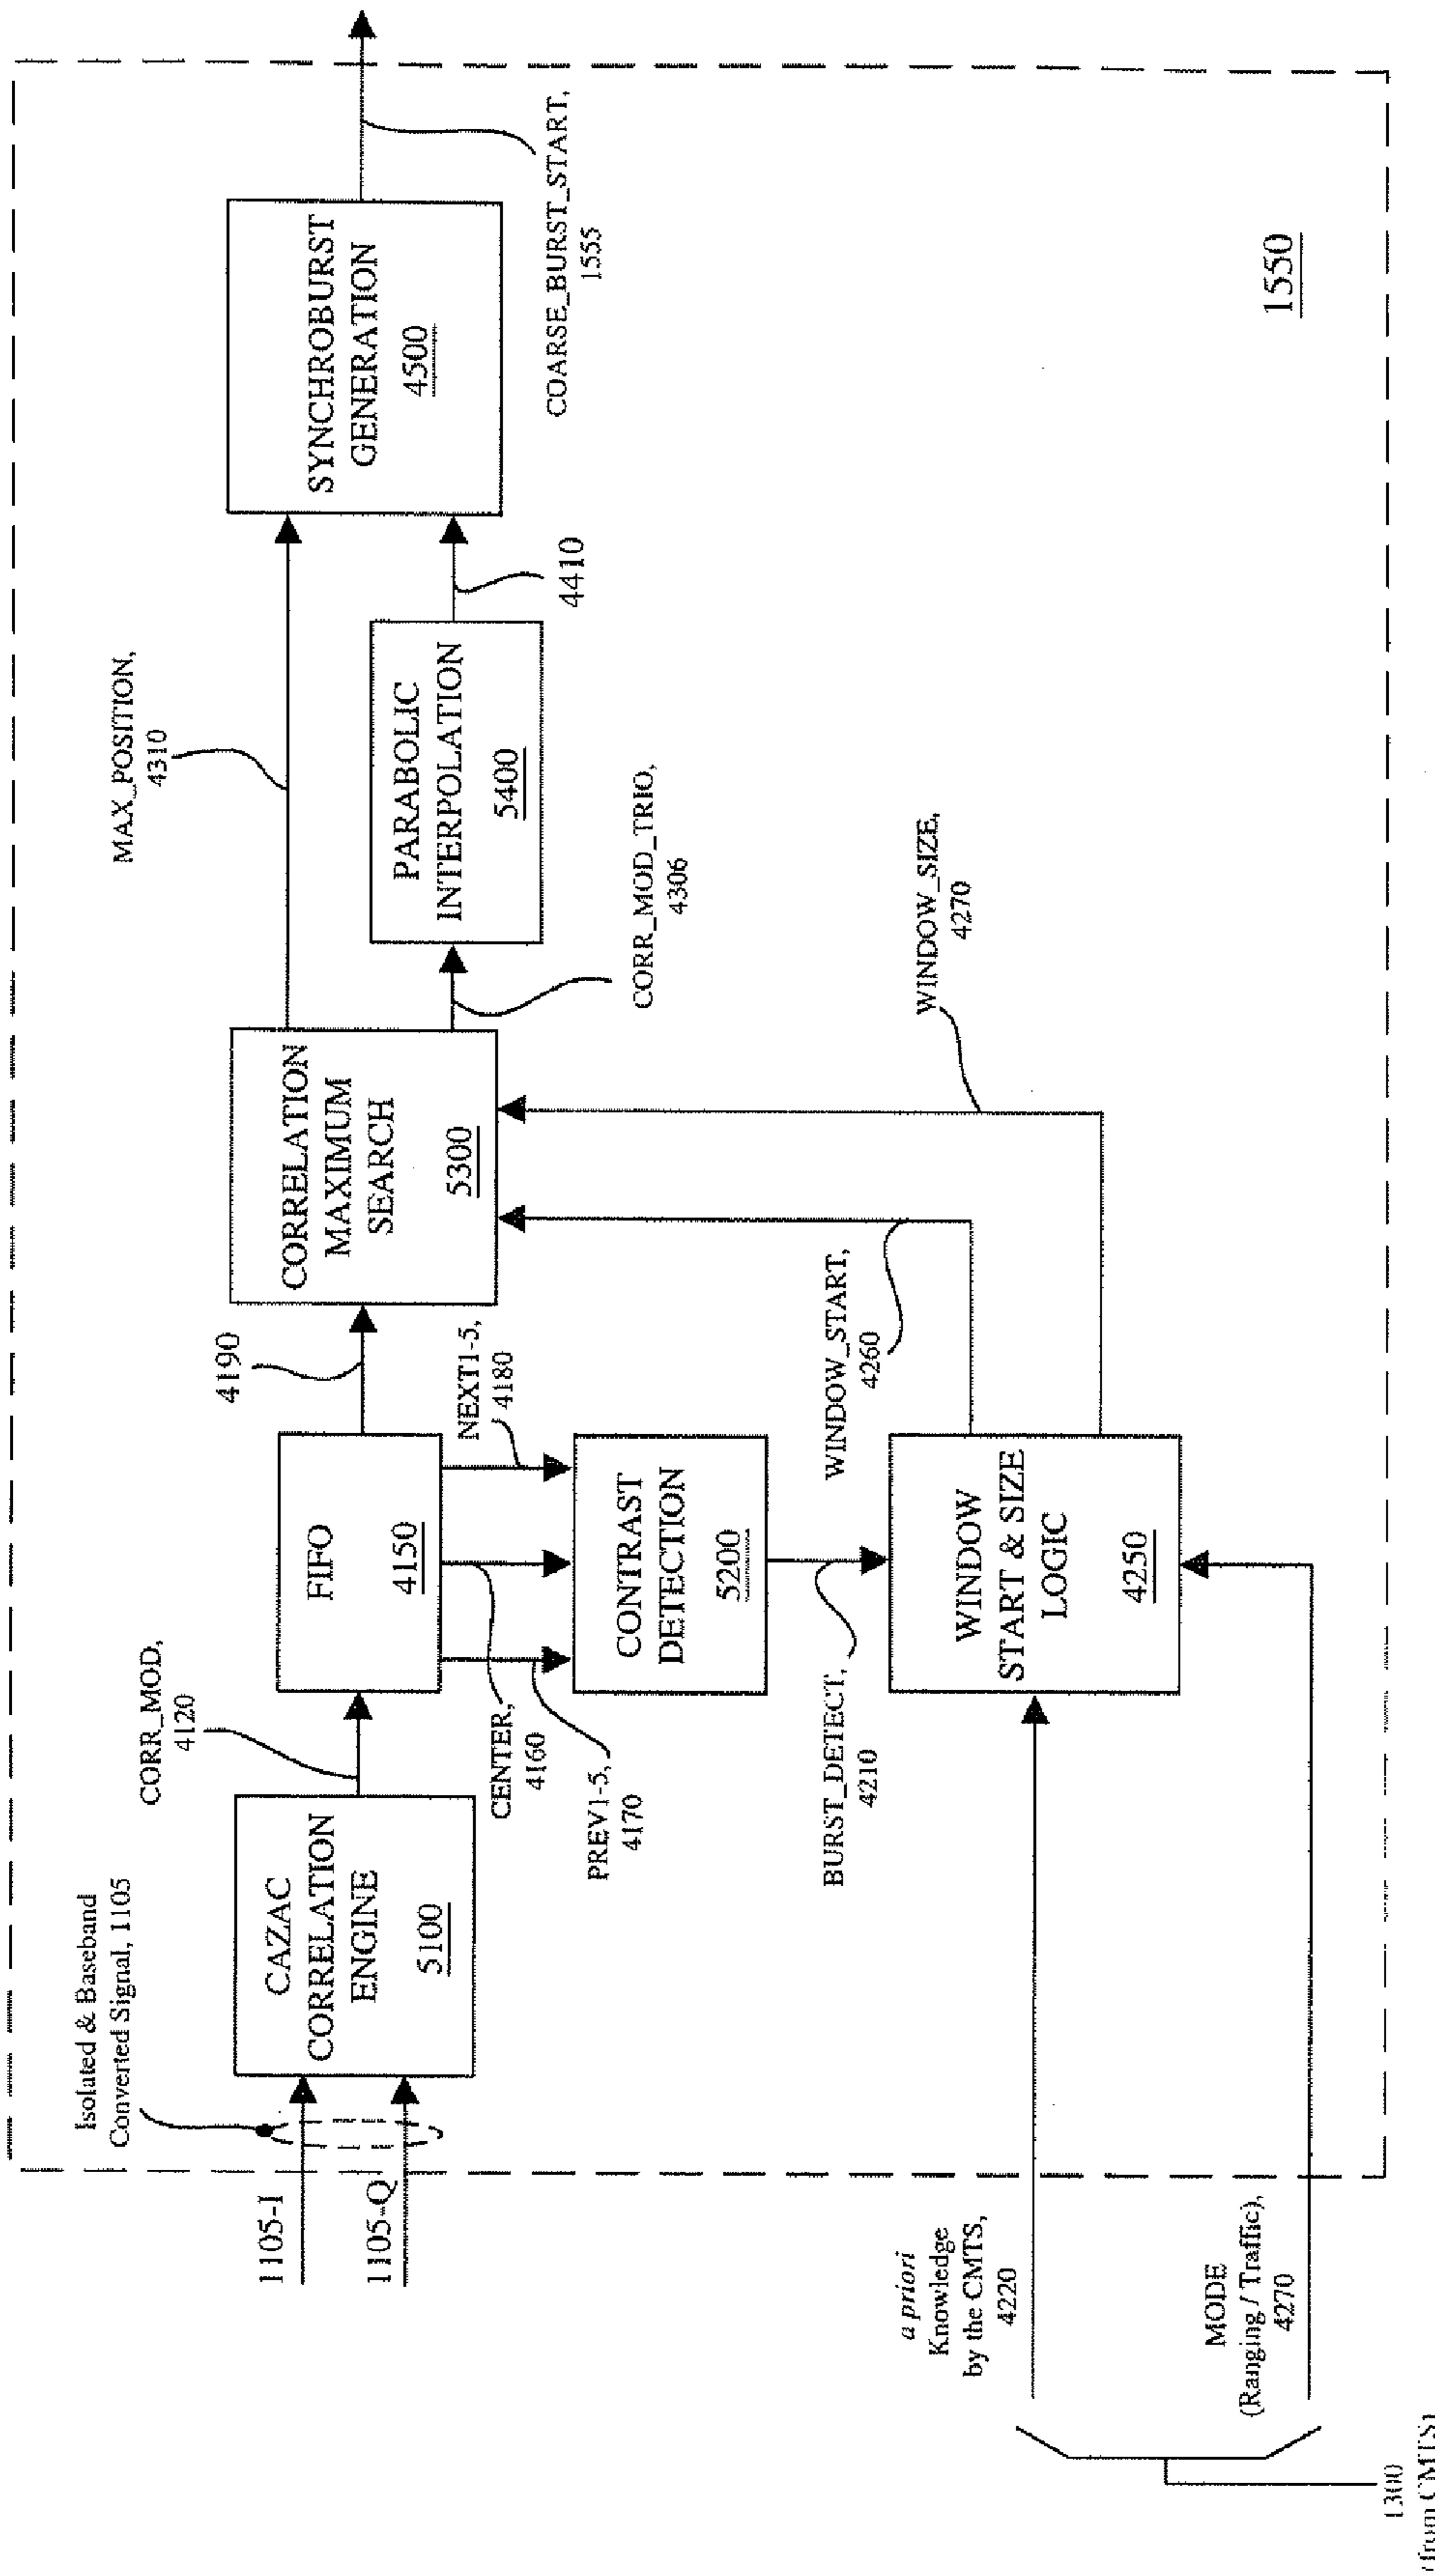 Isolated & Baseband
Converted Signal, 1105
1105-I
1105-Q
CAZAC
CORRELATION
ENGINE
5100
CORR_MOD,
4120
FIFO
4150
4190
CENTER,
4160
PREV1-5,
4170
NEXT1-5,
4180
CONTRAST
DETECTION
5200
BURST_DETECT,
4210
WINDOW
START & SIZE
LOGIC
4250
WINDOW_START,
4260
WINDOW_SIZE,
4270
CORRELATION
MAXIMUM
SEARCH
5300
MAX_POSITION,
4310
CORR_MOD_TRIO,
4306
PARABOLIC
INTERPOLATION
5400
4410
SYNCHROBURST
GENERATION
4500
COARSE_BURST_START,
1555
1550
a priori
Knowledge
by the CMTS,
4220
MODE
(Ranging / Traffic),
4270
1300
(from CMTS)